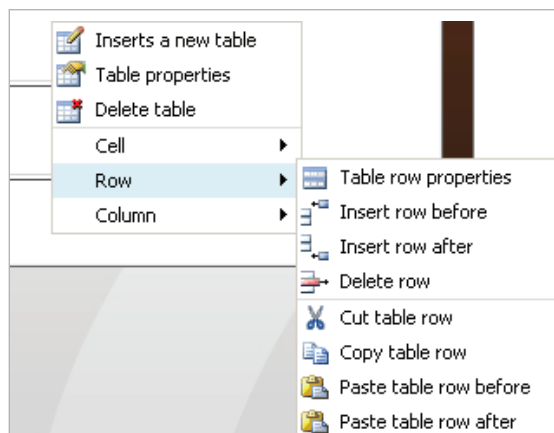 Inserts a new table
Table properties
Delete table
Cell
Row
Column
Table row properties
Insert row before
Insert row after
Delete row
Cut table row
Copy table row
Paste table row before
Paste table row after